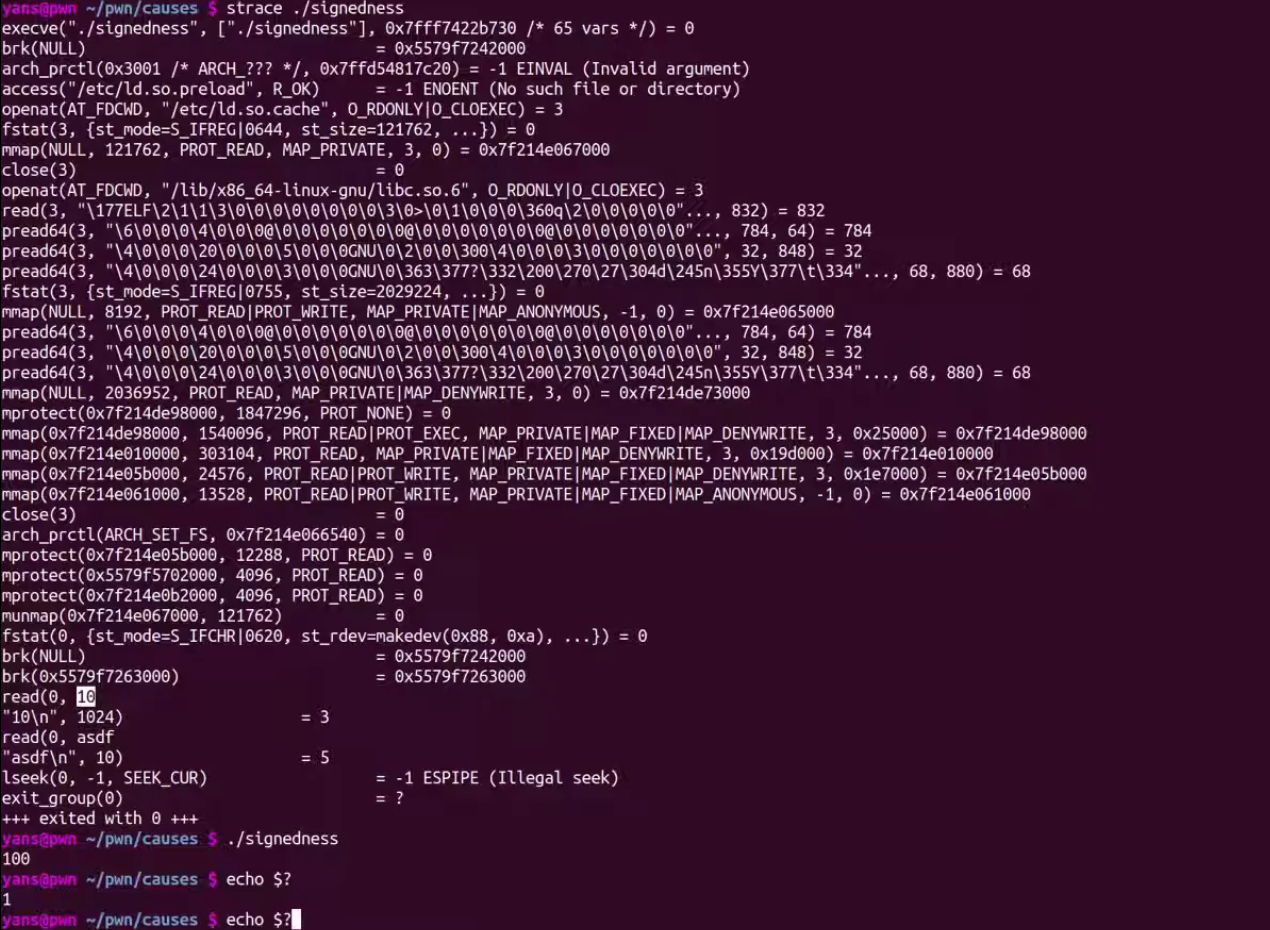 yans@pwn ~/pwn/causes $ strace ./signedness
execve("./signedness", ["./signedness"], 0x7fff7422b730 /* 65 vars */) = 0
brk(NULL) = 0x5579f7242000
arch_prctl(0x3001 /* ARCH_??? */, 0x7ffd54817c20) = -1 EINVAL (Invalid argument)
access("/etc/ld.so.preload", R_OK) = -1 ENOENT (No such file or directory)
openat(AT_FDCWD, "/etc/ld.so.cache", O_RDONLY|O_CLOEXEC) = 3
fstat(3, {st_mode=S_IFREG|0644, st_size=121762, ...}) = 0
mmap(NULL, 121762, PROT_READ, MAP_PRIVATE, 3, 0) = 0x7f214e067000
close(3) = 0
openat(AT_FDCWD, "/lib/x86_64-linux-gnu/libc.so.6", O_RDONLY|O_CLOEXEC) = 3
read(3, "\177ELF\2\1\1\3\0\0\0\0\0\0\0\0\3\0>\0\1\0\0\0\360q\2\0\0\0\0\0"..., 832) = 832
pread64(3, "\6\0\0\0\4\0\0\0@\0\0\0\0\0\0\0@\0\0\0\0\0\0\0@\0\0\0\0\0\0\0"..., 784, 64) = 784
pread64(3, "\4\0\0\0\20\0\0\0\5\0\0\0GNU\0\2\0\0\300\4\0\0\0\3\0\0\0\0\0\0\0", 32, 848) = 32
pread64(3, "\4\0\0\0\24\0\0\0\3\0\0\0GNU\0\363\377?\332\200\270\27\304d\245n\355Y\377\t\334"..., 68, 880) = 68
fstat(3, {st_mode=S_IFREG|0755, st_size=2029224, ...}) = 0
mmap(NULL, 8192, PROT_READ|PROT_WRITE, MAP_PRIVATE|MAP_ANONYMOUS, -1, 0) = 0x7f214e065000
pread64(3, "\6\0\0\0\4\0\0\0@\0\0\0\0\0\0\0@\0\0\0\0\0\0\0@\0\0\0\0\0\0\0"..., 784, 64) = 784
pread64(3, "\4\0\0\0\20\0\0\0\5\0\0\0GNU\0\2\0\0\300\4\0\0\0\3\0\0\0\0\0\0\0", 32, 848) = 32
pread64(3, "\4\0\0\0\24\0\0\0\3\0\0\0GNU\0\363\377?\332\200\270\27\304d\245n\355Y\377\t\334"..., 68, 880) = 68
mmap(NULL, 2036952, PROT_READ, MAP_PRIVATE|MAP_DENYWRITE, 3, 0) = 0x7f214de73000
mprotect(0x7f214de98000, 1847296, PROT_NONE) = 0
mmap(0x7f214de98000, 1540096, PROT_READ|PROT_EXEC, MAP_PRIVATE|MAP_FIXED|MAP_DENYWRITE, 3, 0x25000) = 0x7f214de98000
mmap(0x7f214e010000, 303104, PROT_READ, MAP_PRIVATE|MAP_FIXED|MAP_DENYWRITE, 3, 0x19d000) = 0x7f214e010000
mmap(0x7f214e05b000, 24576, PROT_READ|PROT_WRITE, MAP_PRIVATE|MAP_FIXED|MAP_DENYWRITE, 3, 0x1e7000) = 0x7f214e05b000
mmap(0x7f214e061000, 13528, PROT_READ|PROT_WRITE, MAP_PRIVATE|MAP_FIXED|MAP_ANONYMOUS, -1, 0) = 0x7f214e061000
close(3) = 0
arch_prctl(ARCH_SET_FS, 0x7f214e066540) = 0
mprotect(0x7f214e05b000, 12288, PROT_READ) = 0
mprotect(0x5579f5702000, 4096, PROT_READ) = 0
mprotect(0x7f214e0b2000, 4096, PROT_READ) = 0
munmap(0x7f214e067000, 121762) = 0
fstat(0, {st_mode=S_IFCHR|0620, st_rdev=makedev(0x88, 0xa), ...}) = 0
brk(NULL) = 0x5579f7242000
brk(0x5579f7263000) = 0x5579f7263000
read(0, 10
"10\n", 1024) = 3
read(0, asdf
"asdf\n", 10) = 5
lseek(0, -1, SEEK_CUR) = -1 ESPIPE (Illegal seek)
exit_group(0) = ?
+++ exited with 0 +++
yans@pwn ~/pwn/causes $ ./signedness
100
yans@pwn ~/pwn/causes $ echo $?
1
yans@pwn ~/pwn/causes $ echo $?